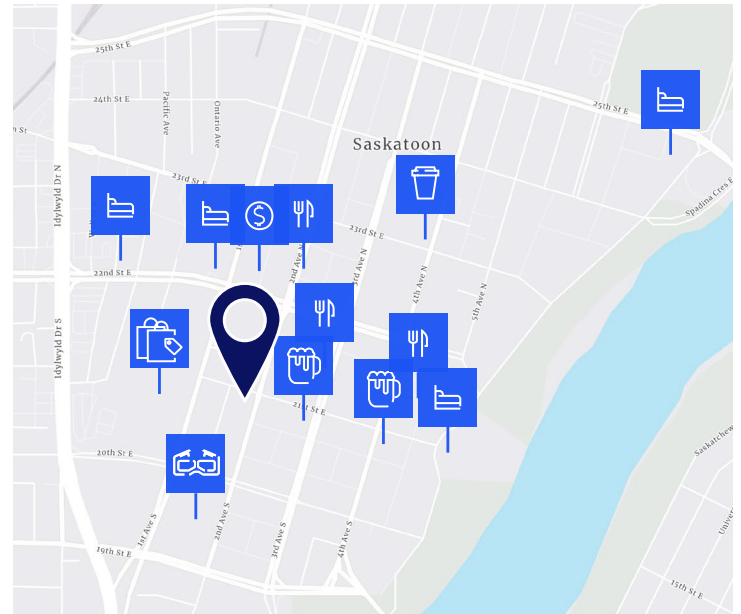 25th St E
24th St E
Pacific Ave
Ontario Ave
25th St E
Saskatoon
Idylwyld Dr N
23rd St E
Spadina Cres E
23rd St E
2nd Ave N
3rd Ave N
4th Ave N
5th Ave N
22nd St E
Idylwyld Dr S
21st St E
20th St E
Saskatchew
1st Ave S
2nd Ave S
3rd Ave S
4th Ave S
Univer
19th St E
15th St E
$